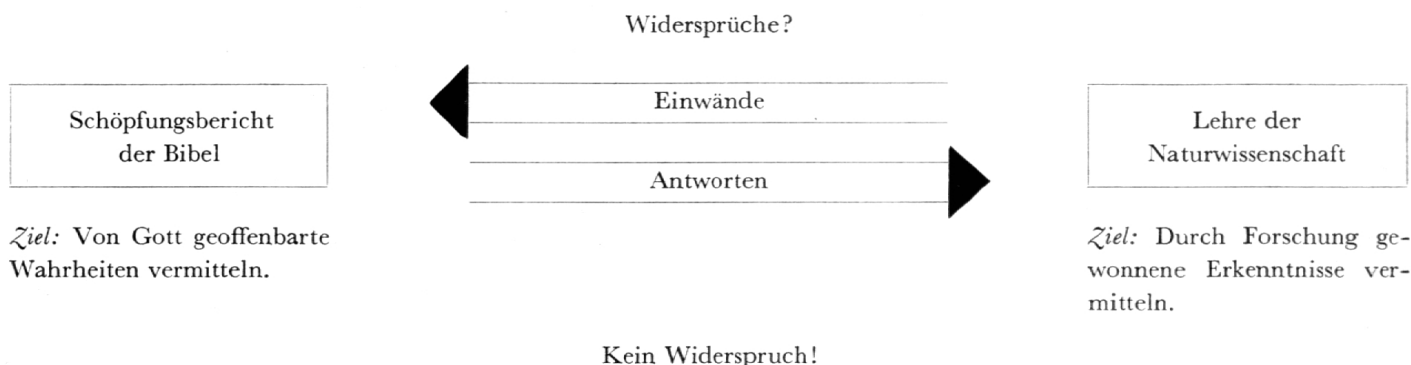 Widersprüche?
Einwände
Schöpfungsbericht
der Bibel
Lehre der
Naturwissenschaft
Antworten
Ziel: Von Gott geoffenbarte
Wahrheiten vermitteln.
Ziel: Durch Forschung ge-
wonnene Erkenntnisse ver-
mitteln.
Kein Widerspruch!